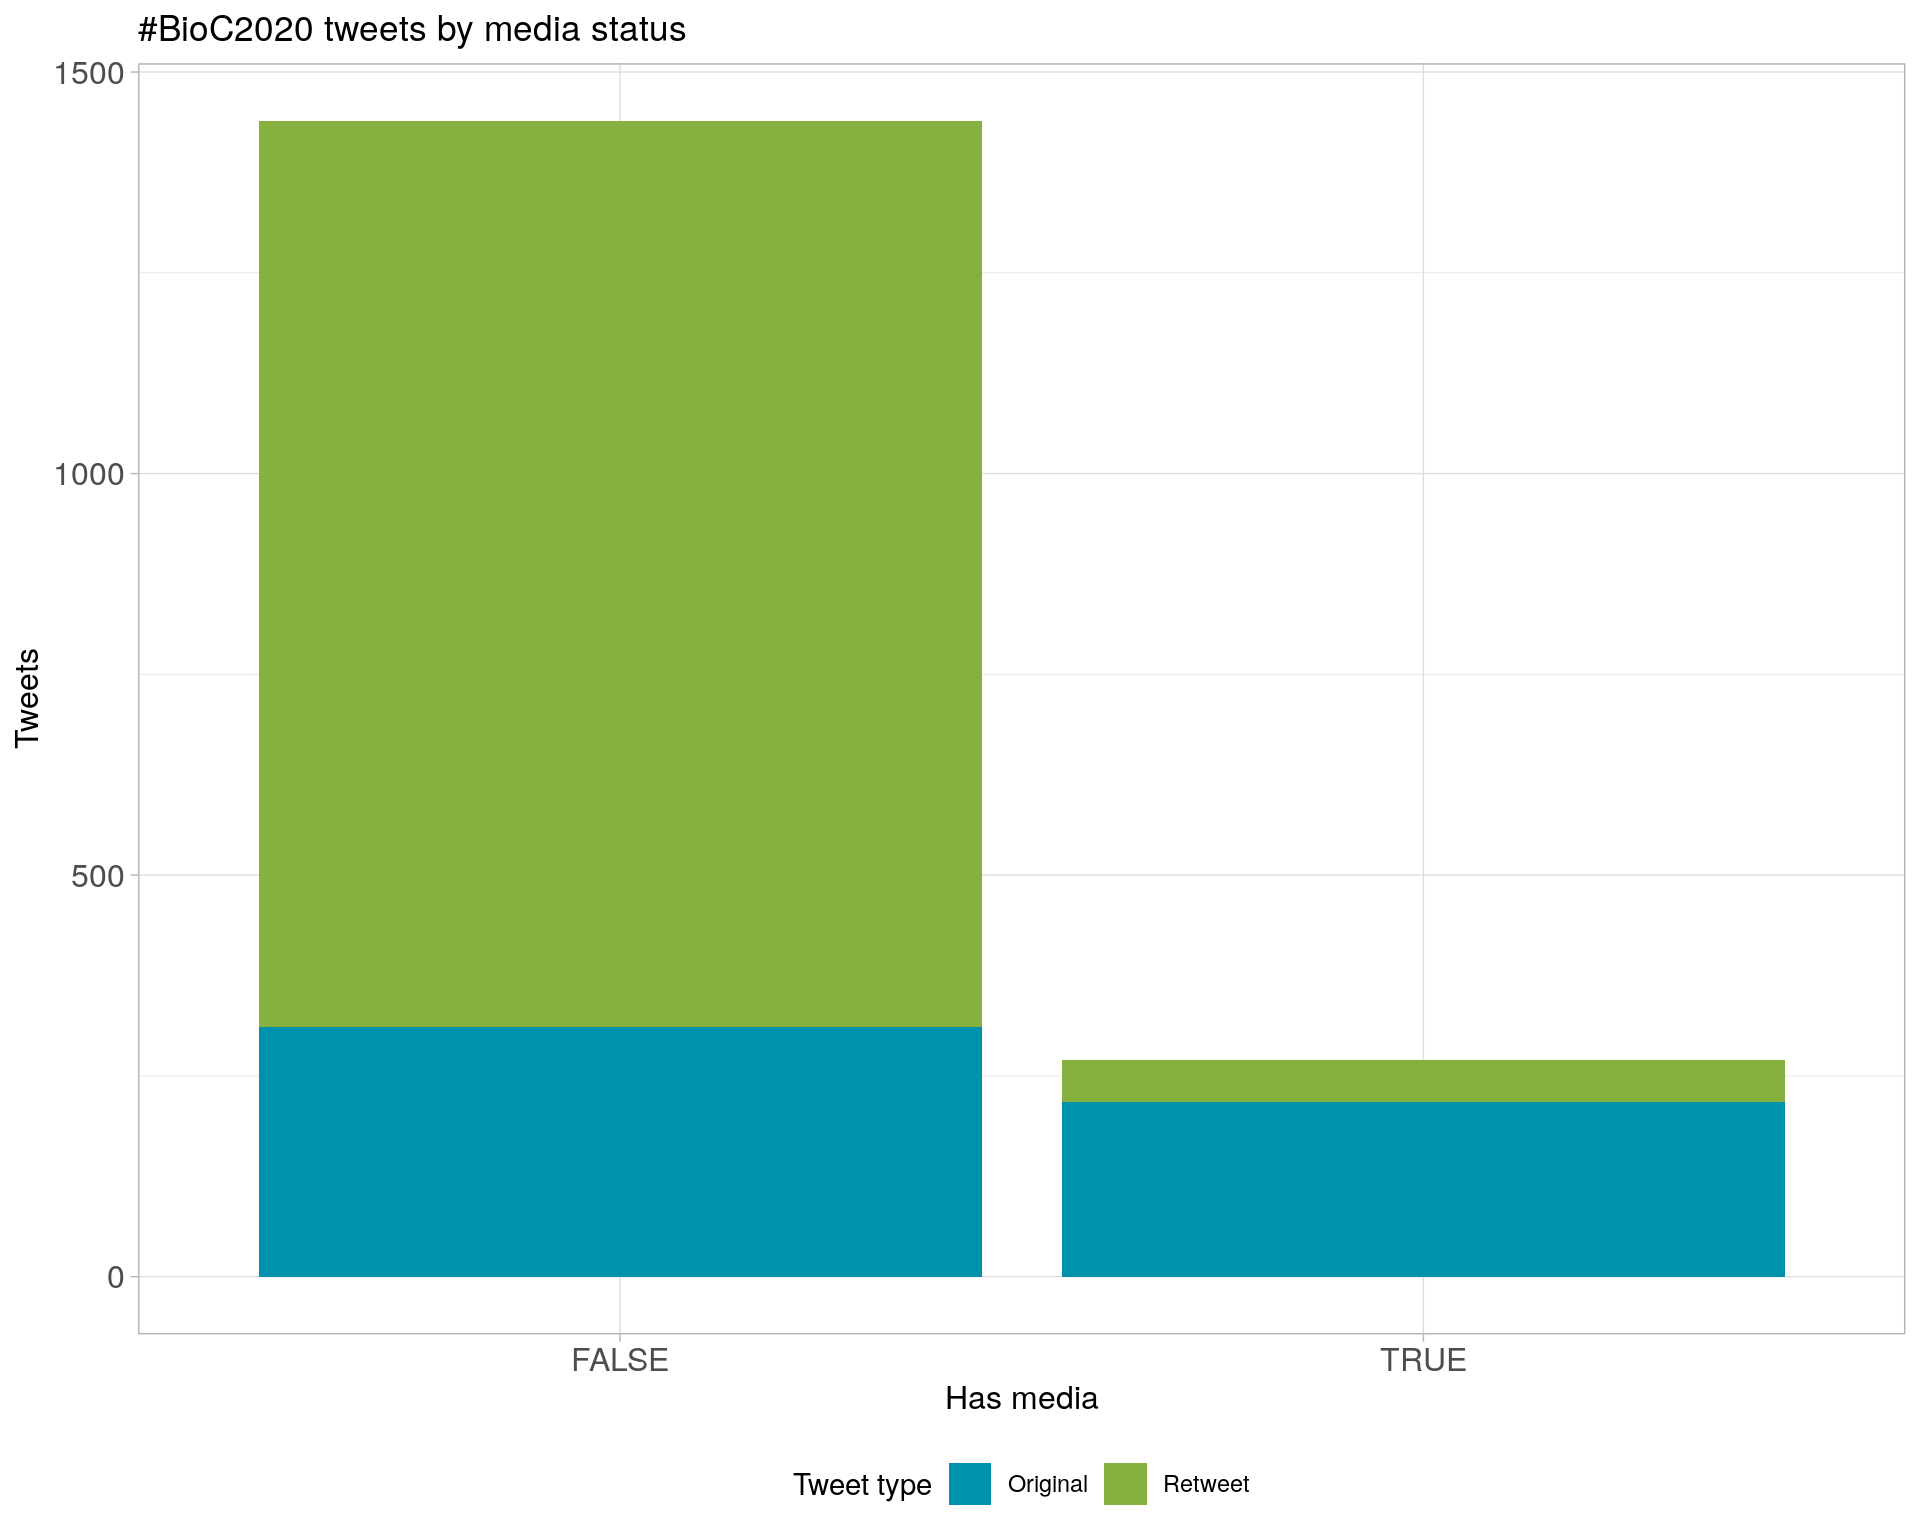 #BioC2020 tweets by media status
1500
1000
500
0
Tweets
FALSE TRUE
Has media
Tweet type Original Retweet